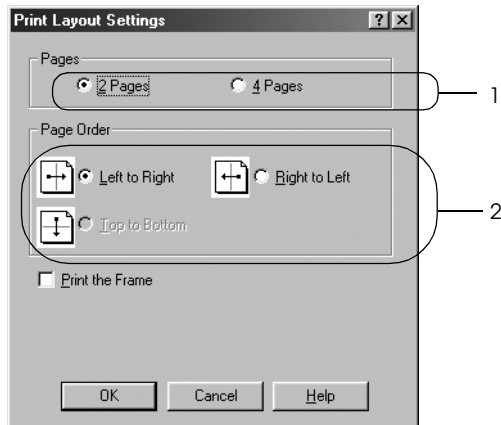 Print Layout Settings ? ×
Pages
2 Pages 4 Pages 1
Page Order
Left to Right Right to Left
2
Top to Bottom
Print the Frame
OK Cancel Help